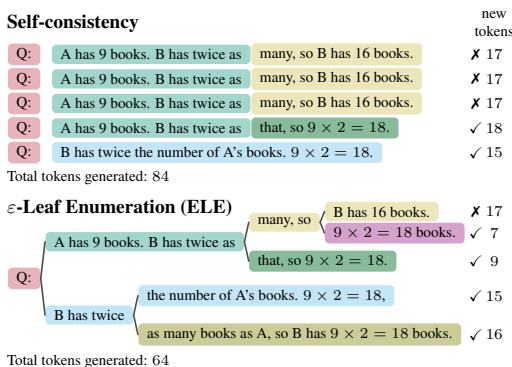 Self-consistency
new
tokens
Q: A has 9 books. B has twice as many, so B has 16 books. ✗ 17
Q: A has 9 books. B has twice as many, so B has 16 books. ✗ 17
Q: A has 9 books. B has twice as many, so B has 16 books. ✗ 17
Q: A has 9 books. B has twice as that, so 9 × 2 = 18. ✓ 18
Q: B has twice the number of A's books. 9 × 2 = 18. ✓ 15
Total tokens generated: 84
ε-Leaf Enumeration (ELE)
B has 16 books. ✗ 17
many, so
9 × 2 = 18 books. ✓ 7
A has 9 books. B has twice as
that, so 9 × 2 = 18. ✓ 9
Q:
the number of A's books. 9 × 2 = 18, ✓ 15
B has twice
as many books as A, so B has 9 × 2 = 18 books. ✓ 16
Total tokens generated: 64